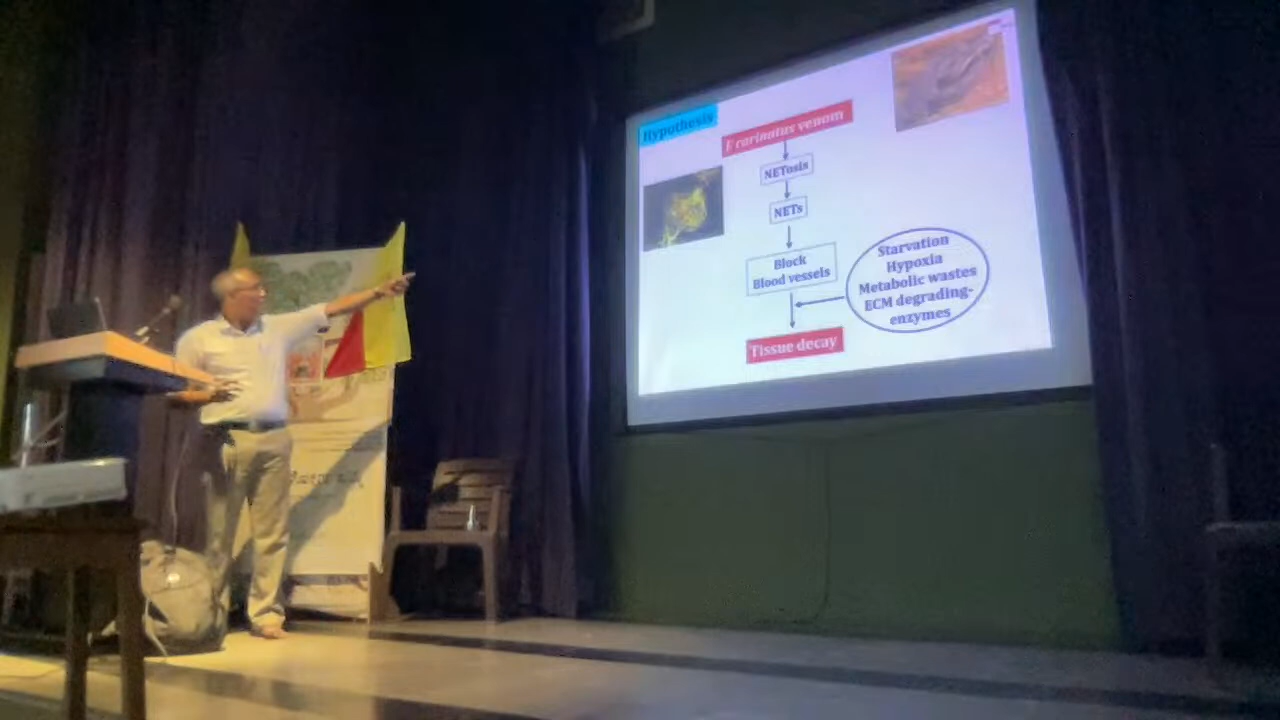 Hypothesis
E carinatus venom
NETosis
NETs
Block
Blood vessels
Starvation
Hypoxia
Metabolic wastes
ECM degrading-
enzymes
Tissue decay